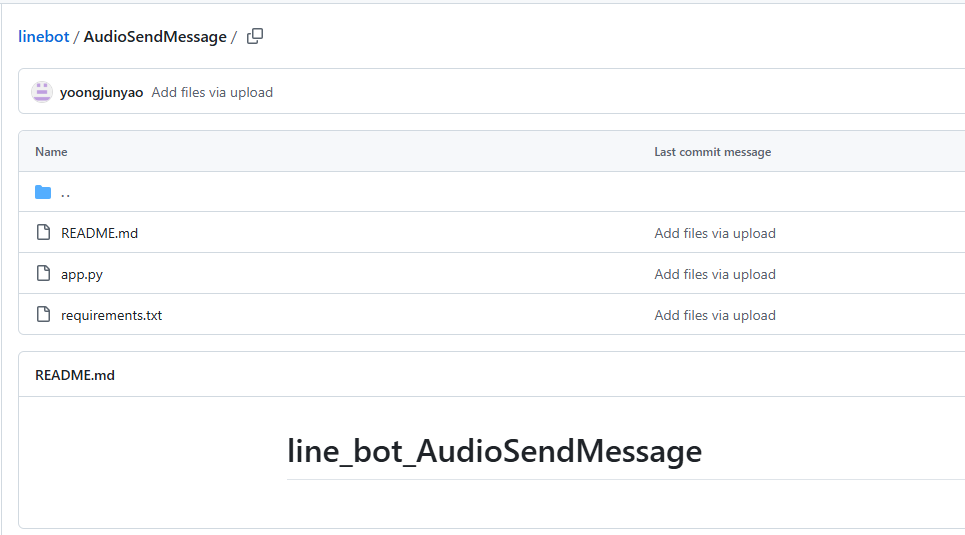 linebot / AudioSendMessage /
yoongjunyao Add files via upload
Name Last commit message
..
README.md Add files via upload
app.py Add files via upload
requirements.txt Add files via upload
README.md
line_bot_AudioSendMessage